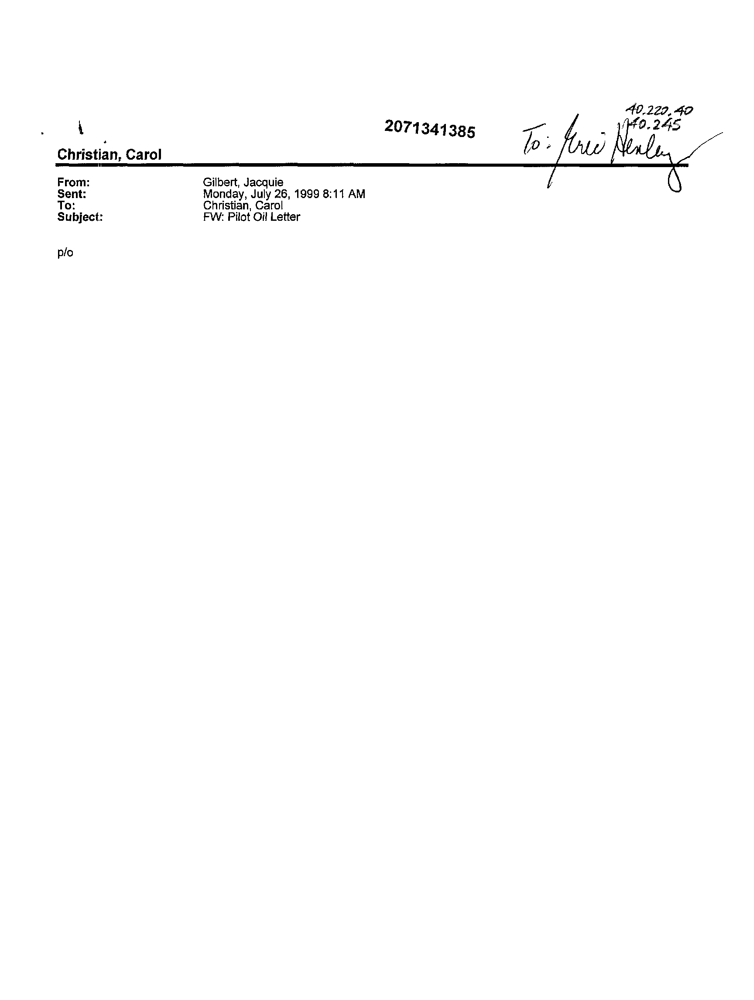 40.220.40
40.245
2071341385
To: Eric Henley
Christian, Carol
From: Gilbert, Jacquie
Sent: Monday, July 26, 1999 8:11 AM
To: Christian, Carol
Subject: FW: Pilot Oil Letter
p/o